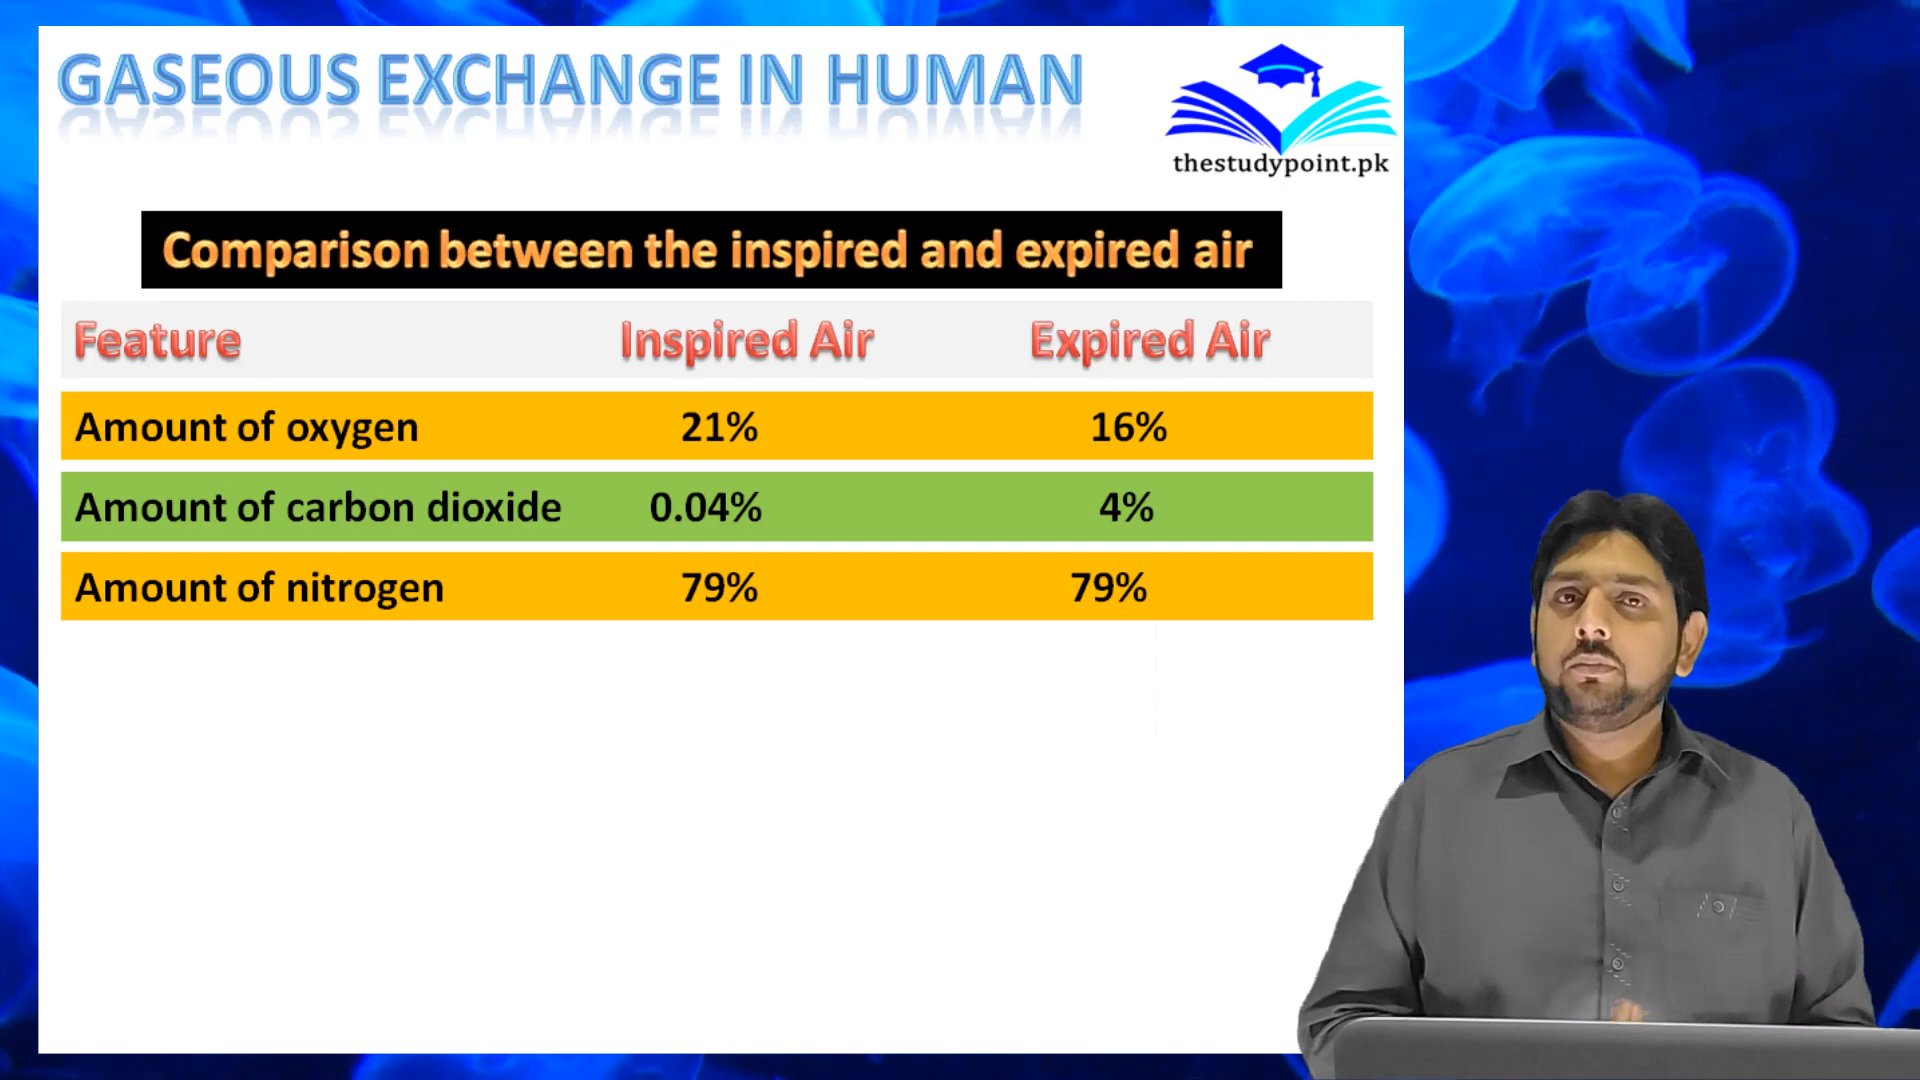 GASEOUS EXCHANGE IN HUMAN
thestudypoint.pk
Comparison between the inspired and expired air
Feature Inspired Air Expired Air
Amount of oxygen 21% 16%
Amount of carbon dioxide 0.04% 4%
Amount of nitrogen 79% 79%